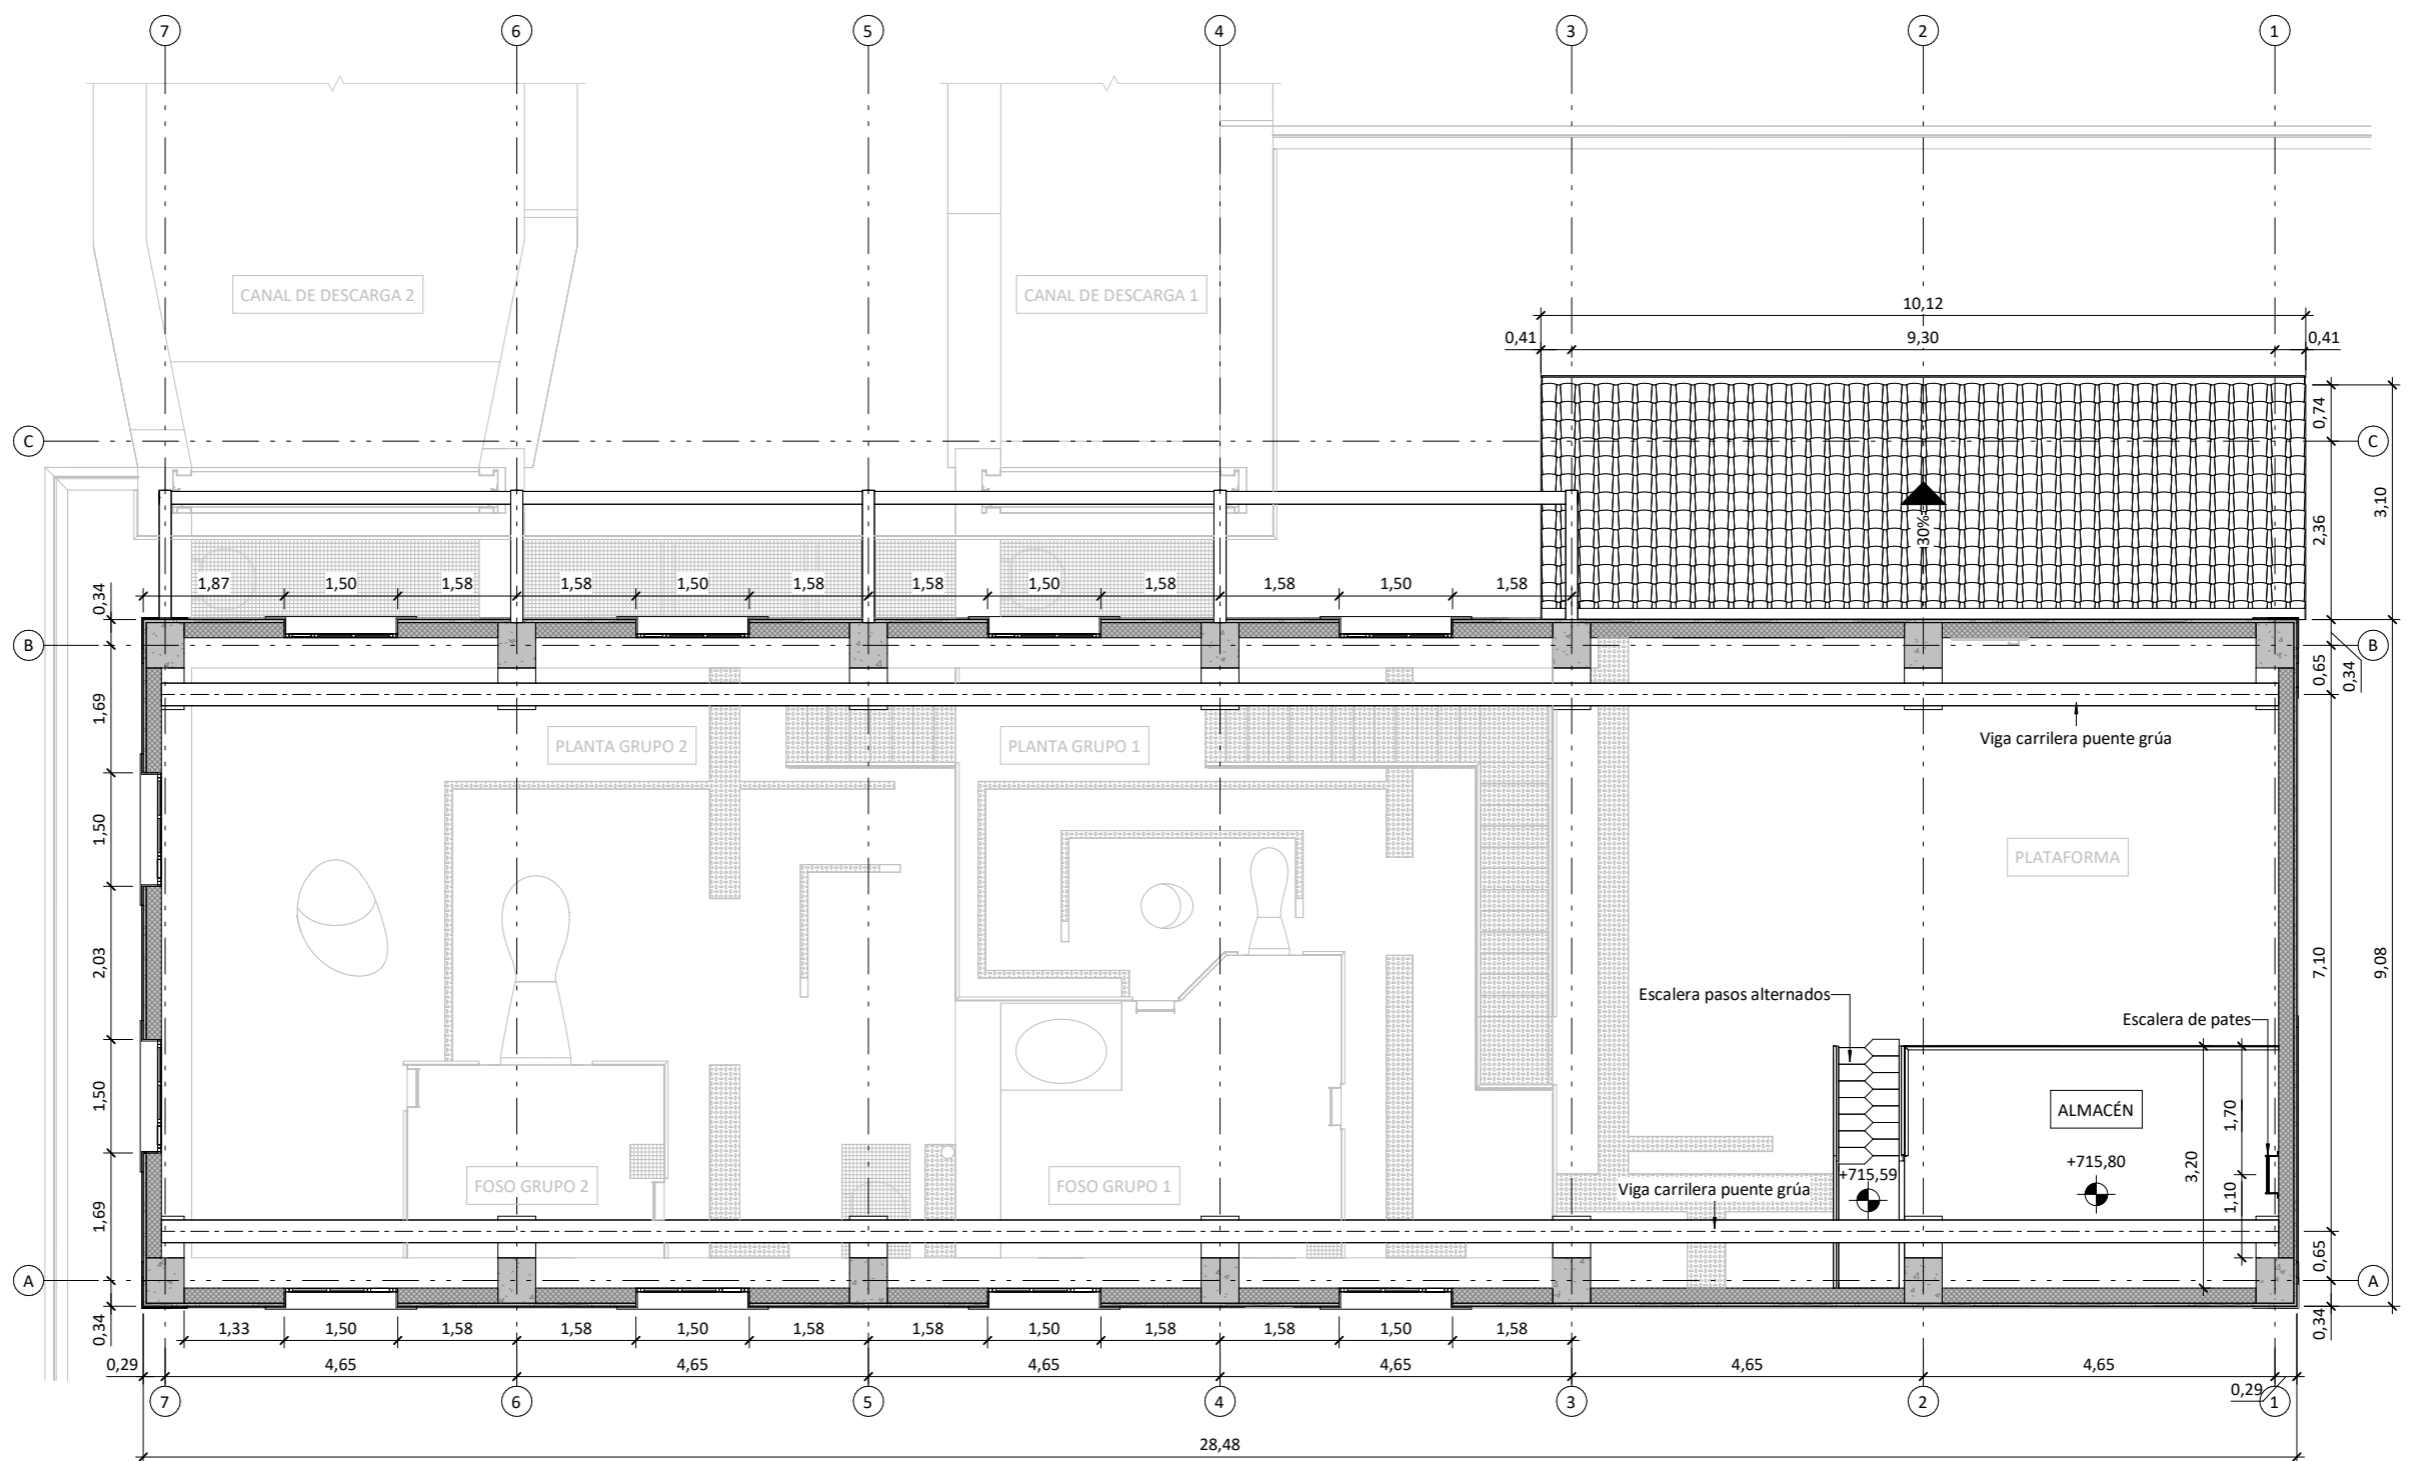 7 6 5 4 3 2 1
CANAL DE DESCARGA 2
CANAL DE DESCARGA 1
10,12
0,41 9,30 0,41
C C
0,74
3,10
2,36
30%
0,34
1,87 1,50 1,58 1,58 1,50 1,58 1,58 1,50 1,58 1,58 1,50 1,58
B B
0,65
0,34
1,69
PLANTA GRUPO 2
PLANTA GRUPO 1
Viga carrilera puente grúa
1,50
PLATAFORMA
2,03
7,10
9,08
Escalera pasos alternados
Escalera de pates
1,50
ALMACÉN
1,70
3,20
+715,59
+715,80
1,10
FOSO GRUPO 2
FOSO GRUPO 1
Viga carrilera puente grúa
1,69
0,65
A A
0,34
0,34
1,33 1,50 1,58 1,58 1,50 1,58 1,58 1,50 1,58 1,58 1,50 1,58
0,29 4,65 4,65 4,65 4,65 4,65 4,65
0,29
7 6 5 4 3 2 1
28,48